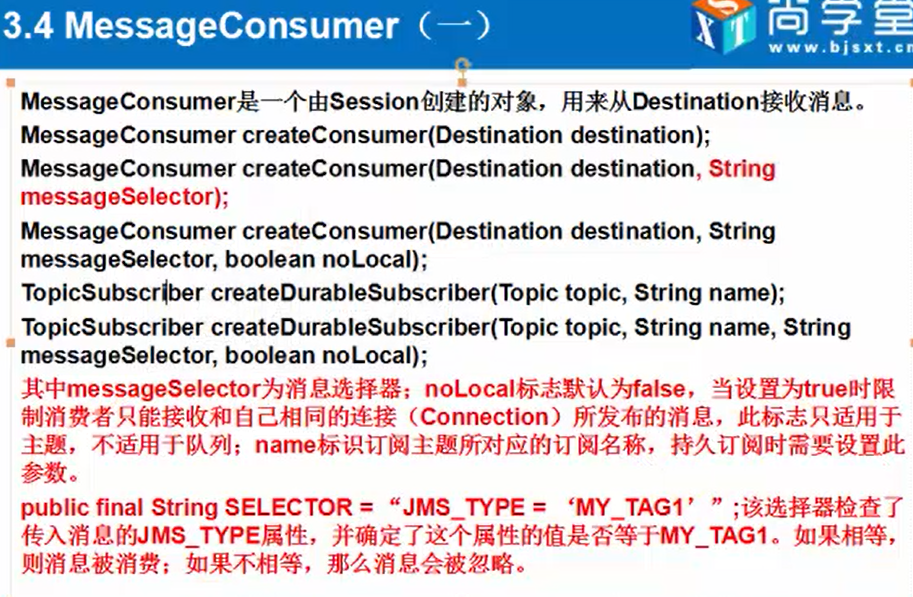 3.4 MessageConsumer（一）
SXT
尚学堂
www.bjsxt.cn
MessageConsumer是一个由Session创建的对象，用来从Destination接收消息。
MessageConsumer createConsumer(Destination destination);
MessageConsumer createConsumer(Destination destination, String
messageSelector);
MessageConsumer createConsumer(Destination destination, String
messageSelector, boolean noLocal);
TopicSubscriber createDurableSubscriber(Topic topic, String name);
TopicSubscriber createDurableSubscriber(Topic topic, String name, String
messageSelector, boolean noLocal);
其中messageSelector为消息选择器；noLocal标志默认为false，当设置为true时限
制消费者只能接收和自己相同的连接（Connection）所发布的消息，此标志只适用于
主题，不适用于队列；name标识订阅主题所对应的订阅名称，持久订阅时需要设置此
参数。
public final String SELECTOR = “JMS_TYPE = ‘MY_TAG1’”;该选择器检查了
传入消息的JMS_TYPE属性，并确定了这个属性的值是否等于MY_TAG1。如果相等，
则消息被消费；如果不相等，那么消息会被忽略。